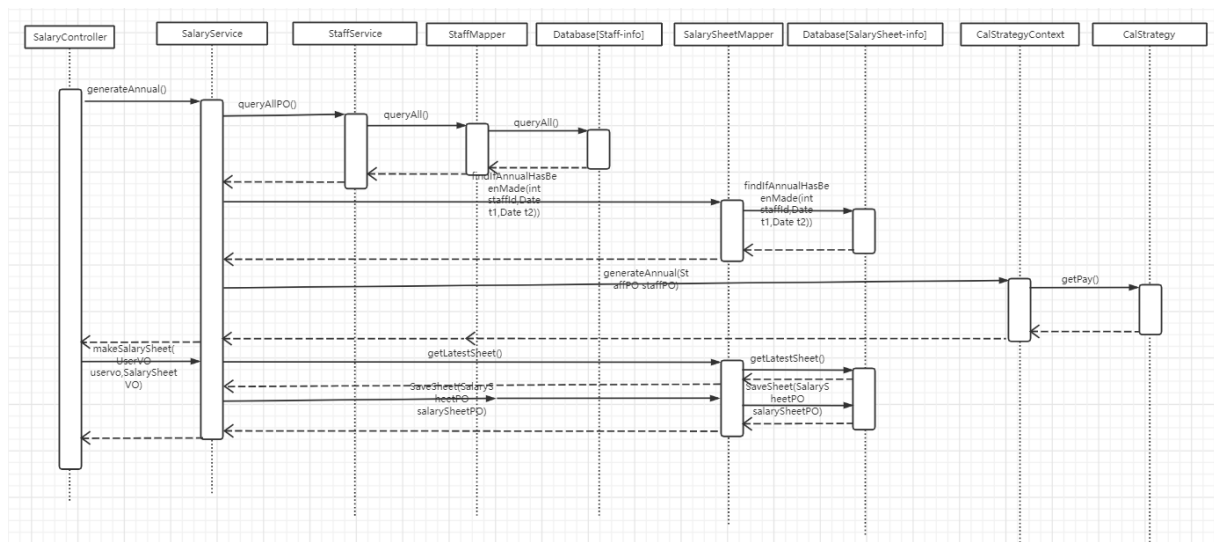 SalaryController
SalaryService
StaffService
StaffMapper
Database[Staff-info]
SalarySheetMapper
Database[SalarySheet-info]
CalStrategyContext
CalStrategy
generateAnnual()
queryAllPO()
queryAll()
queryAll()
findIfAnnualHasBe
enMade(int
staffId,Date
t1,Date t2))
findIfAnnualHasBe
enMade(int
staffId,Date
t1,Date t2))
generateAnnual(St
affPO staffPO)
getPay()
makeSalarySheet(
UserVO
uservo,SalarySheet
VO)
getLatestSheet()
getLatestSheet()
SaveSheet(SalaryS
heetPO
salarySheetPO)
SaveSheet(SalaryS
heetPO
salarySheetPO)